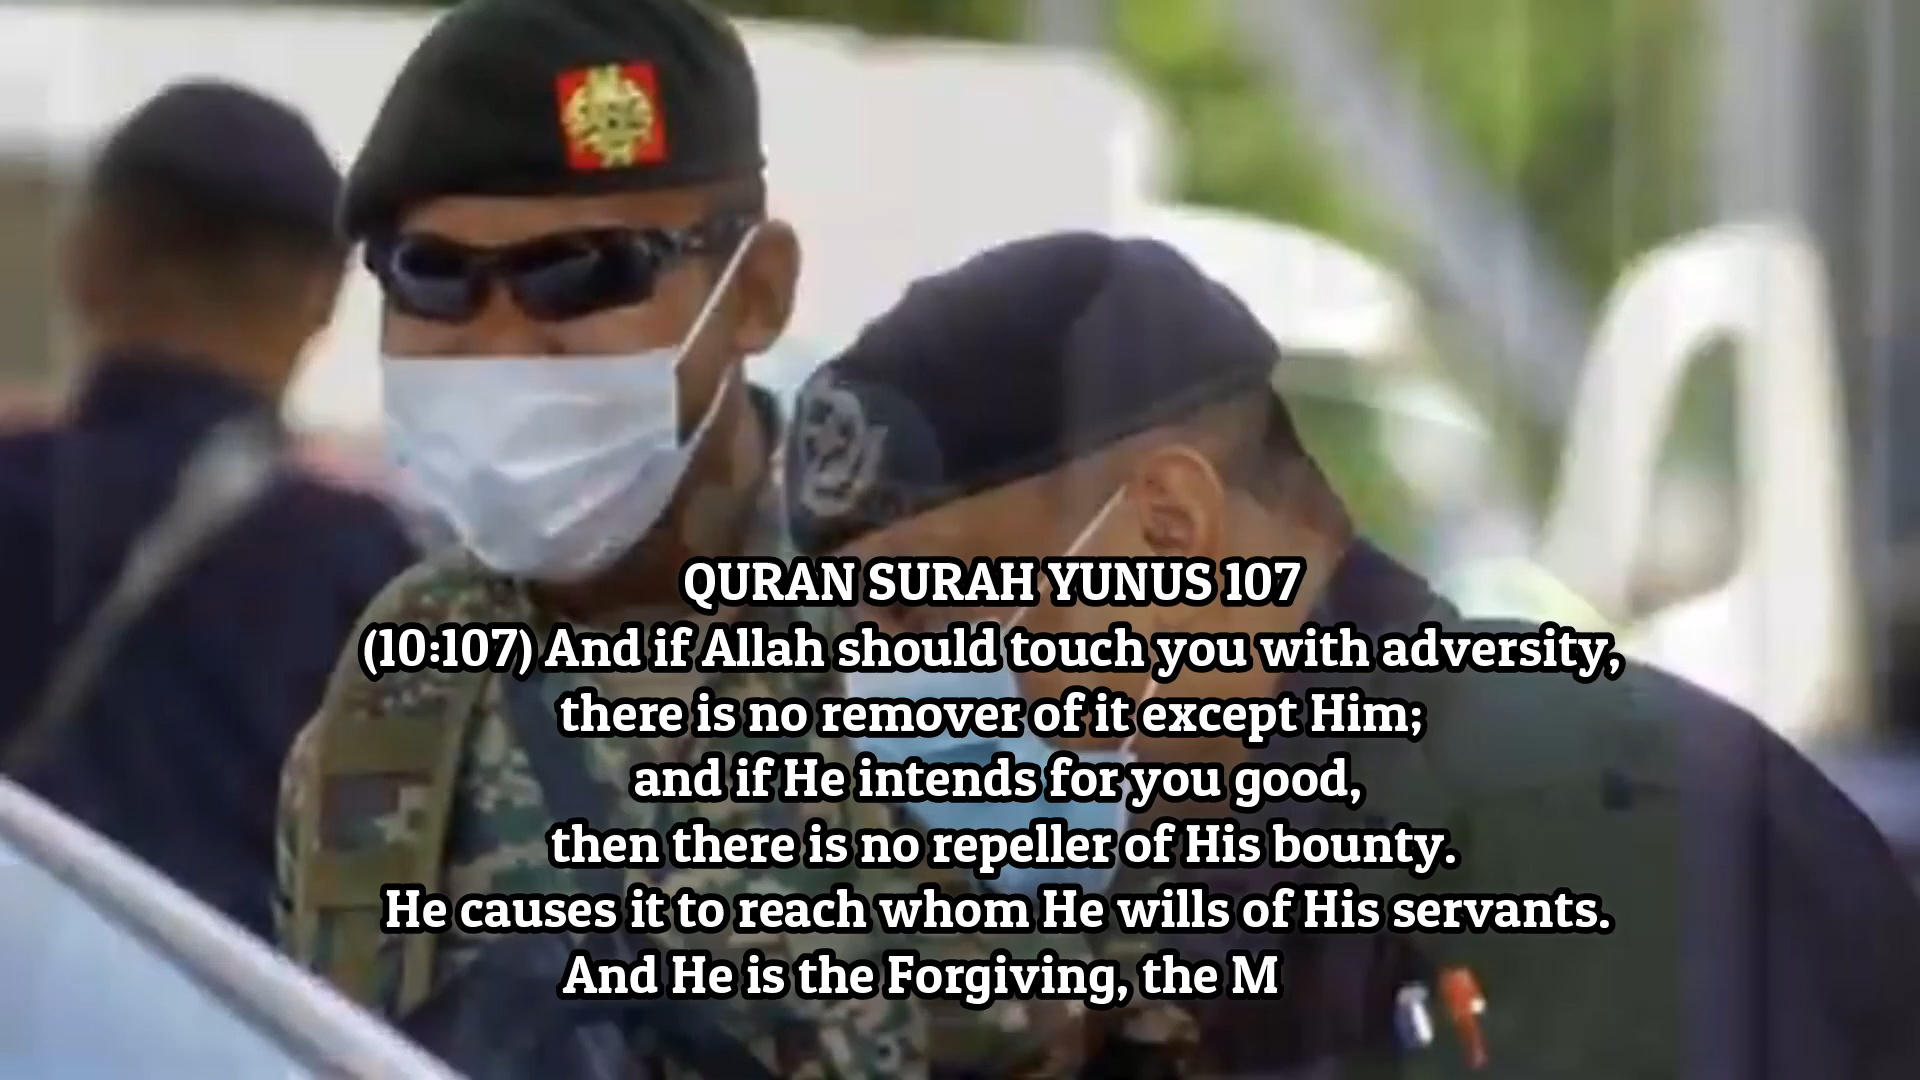 QURAN SURAH YUNUS 107
(10:107) And if Allah should touch you with adversity,
there is no remover of it except Him;
and if He intends for you good,
then there is no repeller of His bounty.
He causes it to reach whom He wills of His servants.
And He is the Forgiving, the M